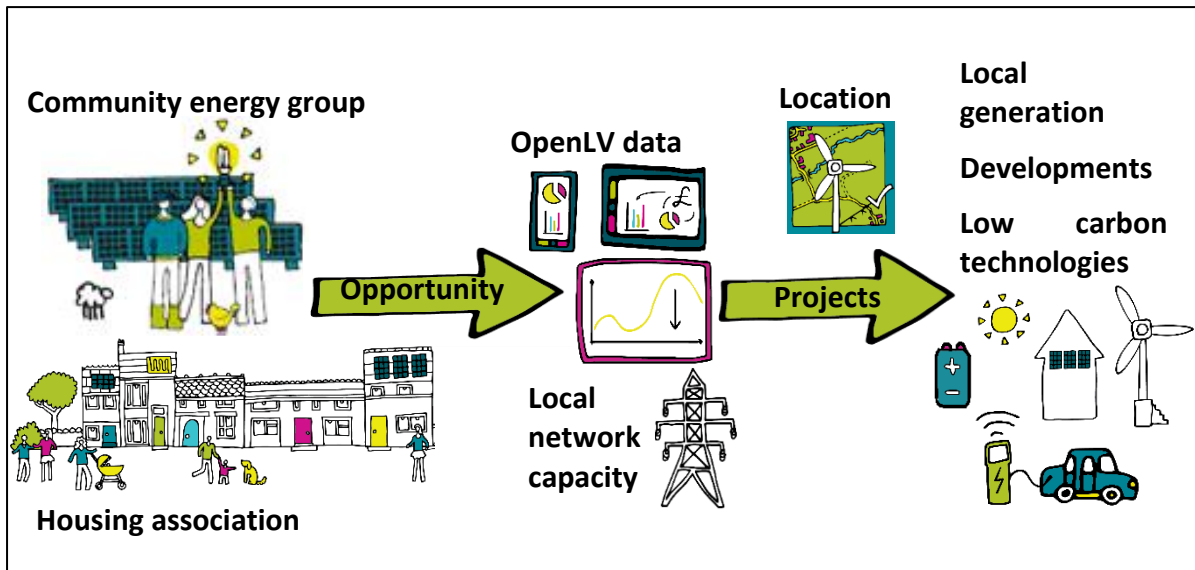 Community energy group
Housing association
Opportunity
OpenLV data
£
Local
network
capacity
Location
Projects
Local
generation
Developments
Low carbon
technologies
+
−